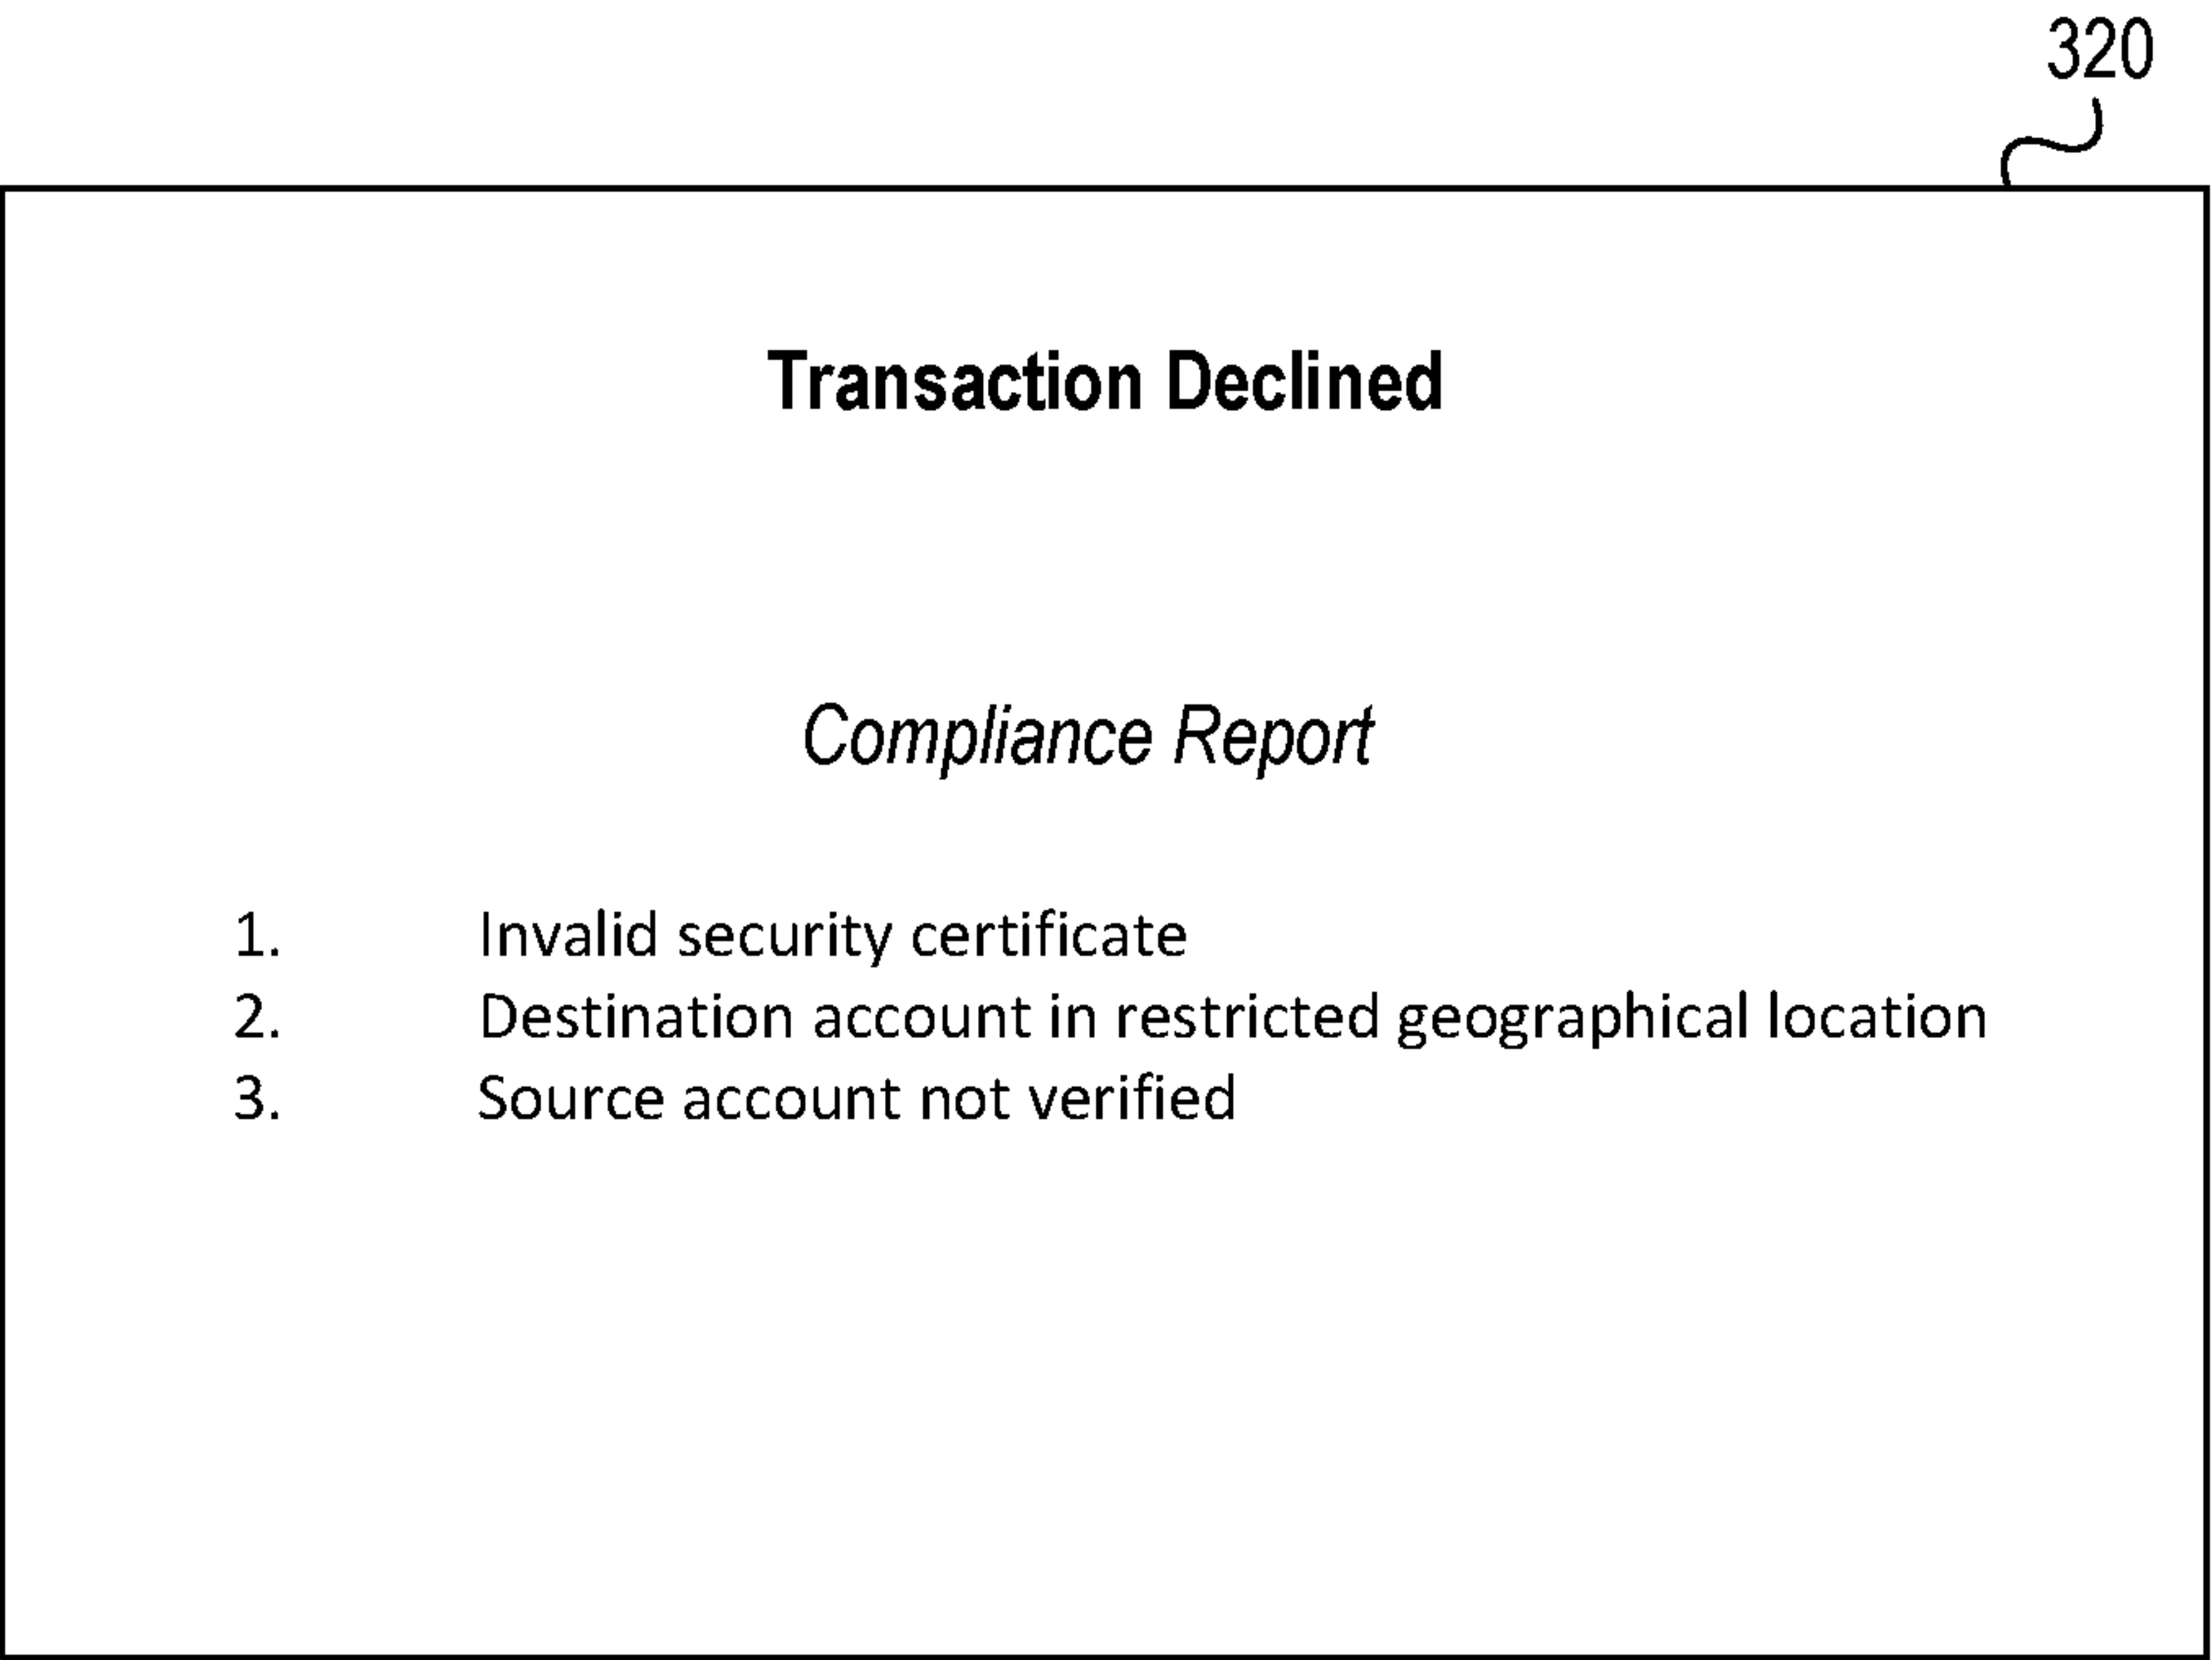 320
Transaction Declined
Compliance Report
1. Invalid security certificate
2. Destination account in restricted geographical location
3. Source account not verified